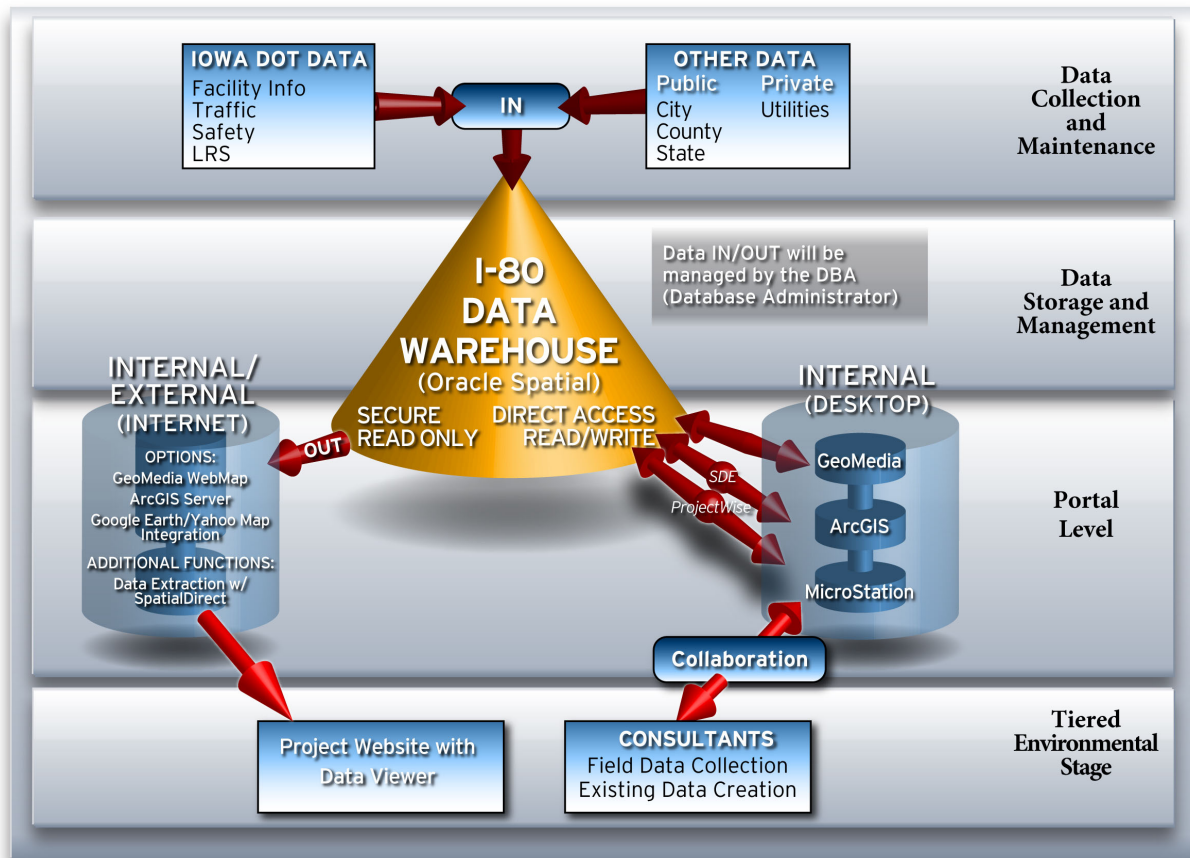 IOWA DOT DATA
Facility Info
Traffic
Safety
LRS
IN
OTHER DATA
Public Private
City Utilities
County
State
Data
Collection
and
Maintenance
I-80
DATA
WAREHOUSE
(Oracle Spatial)
SECURE
READ ONLY
DIRECT ACCESS
READ/WRITE
Data IN/OUT will be
managed by the DBA
(Database Administrator)
Data
Storage and
Management
INTERNAL/
EXTERNAL
(INTERNET)
OPTIONS:
GeoMedia WebMap
ArcGIS Server
Google Earth/Yahoo Map
Integration
ADDITIONAL FUNCTIONS:
Data Extraction w/
SpatialDirect
OUT
SDE
ProjectWise
INTERNAL
(DESKTOP)
GeoMedia
ArcGIS
MicroStation
Portal
Level
Collaboration
Project Website with
Data Viewer
CONSULTANTS
Field Data Collection
Existing Data Creation
Tiered
Environmental
Stage